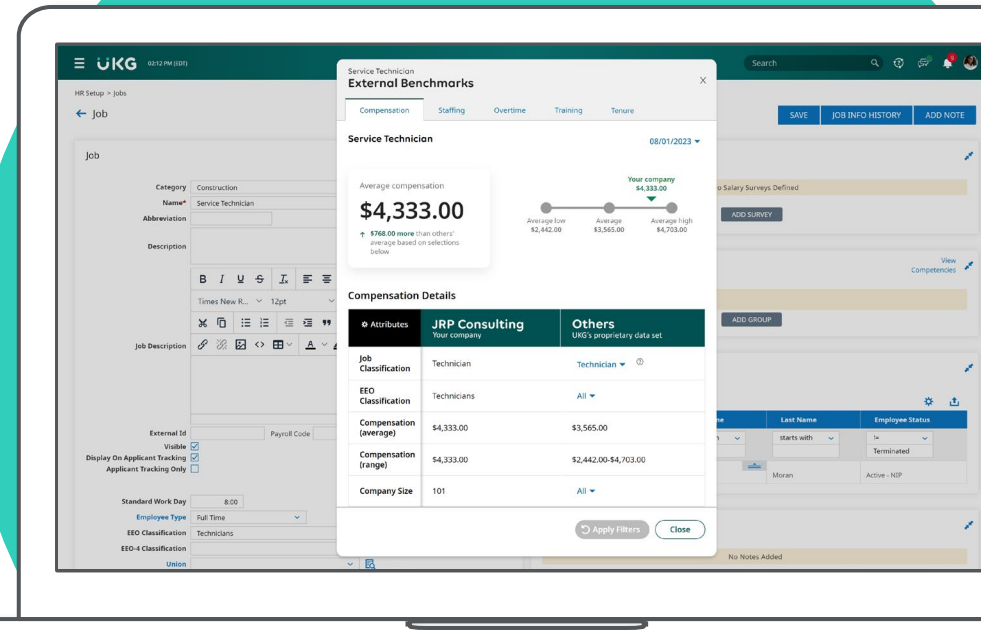 UKG 02:12 PM (EDT)
Search
HR Setup > Jobs
← Job
SAVE
JOB INFO HISTORY
ADD NOTE
Job
Category Construction
Name* Service Technician
Abbreviation
Description
B I U S Ix
Times New R... 12pt
Job Description
External Id
Payroll Code
Visible
Display On Applicant Tracking
Applicant Tracking Only
Standard Work Day 8:00
Employee Type Full Time
EEO Classification Technicians
EEO-4 Classification
Union
Service Technician
External Benchmarks
Compensation Staffing Overtime Training Tenure
Service Technician
08/01/2023
Average compensation
$4,333.00
$768.00 more than others'
average based on selections
below
Your company
$4,333.00
Average low Average Average high
$2,442.00 $3,565.00 $4,703.00
Compensation Details
Attributes
JRP Consulting
Your company
Others
UKG's proprietary data set
Job
Classification
Technician
Technician
EEO
Classification
Technicians
All
Compensation
(average)
$4,333.00
$3,565.00
Compensation
(range)
$4,333.00
$2,442.00-$4,703.00
Company Size 101 All
Apply Filters
Close
Salary Surveys Defined
ADD SURVEY
View
Competencies
ADD GROUP
Last Name
Employee Status
starts with
!=
Terminated
Moran
Active - NIP
No Notes Added